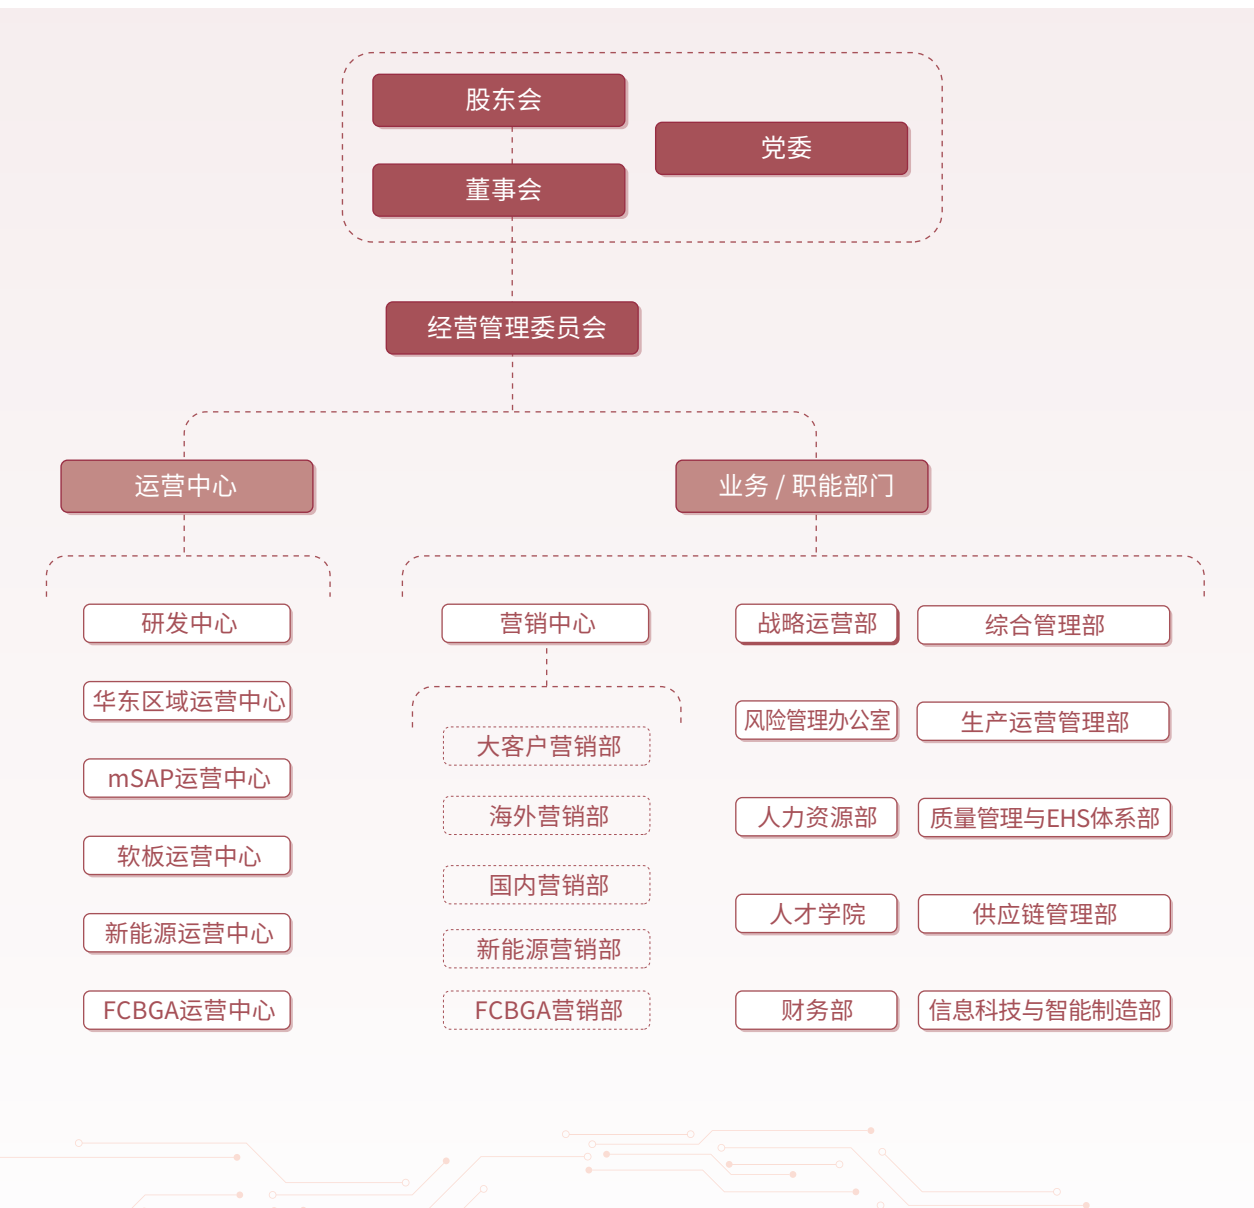 股东会
党委
董事会
经营管理委员会
运营中心
业务 / 职能部门
研发中心
华东区域运营中心
mSAP运营中心
软板运营中心
新能源运营中心
FCBGA运营中心
营销中心
大客户营销部
海外营销部
国内营销部
新能源营销部
FCBGA营销部
战略运营部
风险管理办公室
人力资源部
人才学院
财务部
综合管理部
生产运营管理部
质量管理与EHS体系部
供应链管理部
信息科技与智能制造部